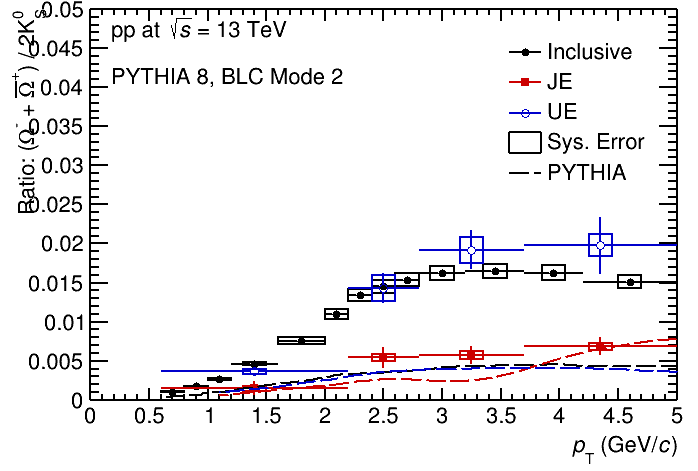 Ratio: (Ω⁻ + Ω̅⁺) / 2K⁰_S
0.05
0.045
0.04
0.035
0.03
0.025
0.02
0.015
0.01
0.005
0
pp at √s = 13 TeV
PYTHIA 8, BLC Mode 2
Inclusive
JE
UE
Sys. Error
PYTHIA
0 0.5 1 1.5 2 2.5 3 3.5 4 4.5 5
p_T (GeV/c)